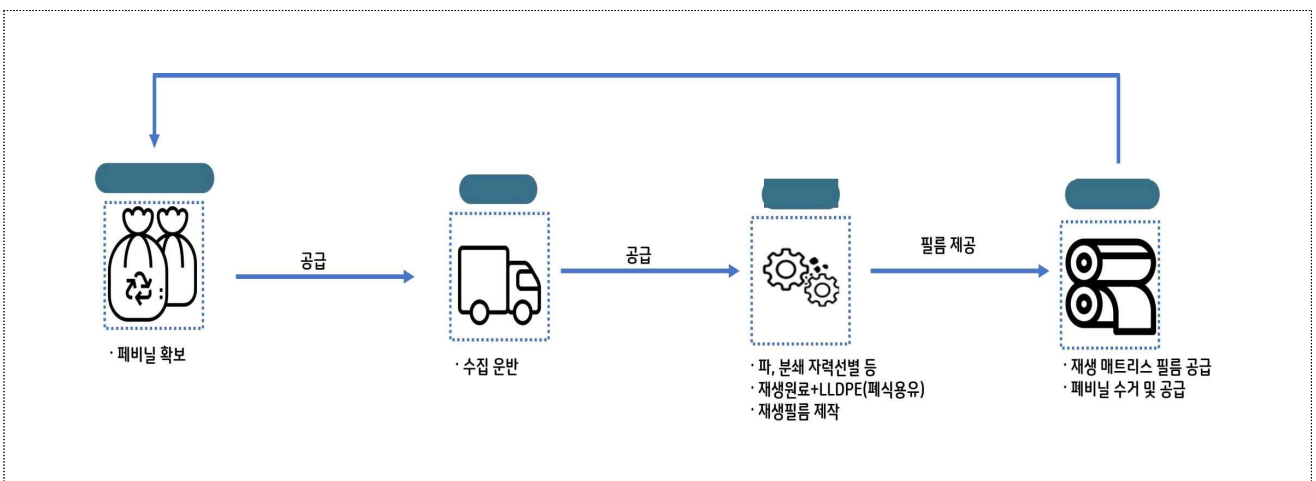 공급
공급
필름 제공
· 폐비닐 확보
· 수집 운반
· 파, 분쇄 자력선별 등
· 재생원료+LLDPE(폐식용유)
· 재생필름 제작
· 재생 매트리스 필름 공급
· 폐비닐 수거 및 공급